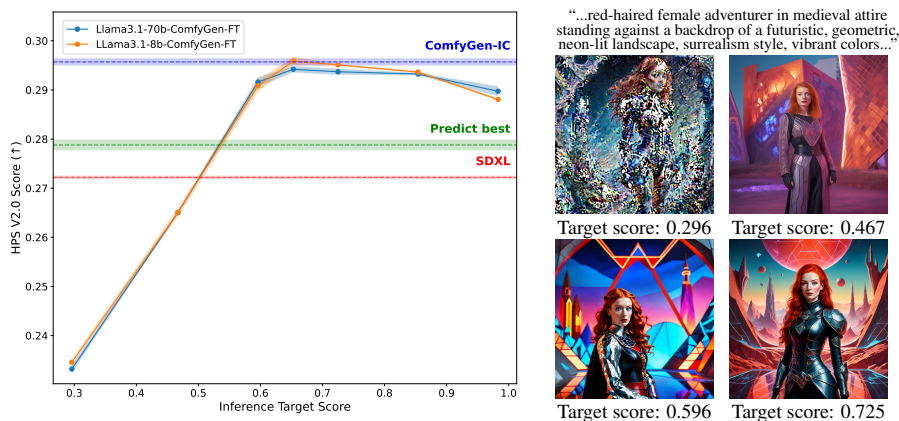 0.30
0.29
0.28
0.27
0.26
0.25
0.24
HPS V2.0 Score (↑)
Llama3.1-70b-ComfyGen-FT
LLama3.1-8b-ComfyGen-FT
ComfyGen-IC
Predict best
SDXL
0.3 0.4 0.5 0.6 0.7 0.8 0.9 1.0
Inference Target Score
“...red-haired female adventurer in medieval attire
standing against a backdrop of a futuristic, geometric,
neon-lit landscape, surrealism style, vibrant colors...”
Target score: 0.296
Target score: 0.467
Target score: 0.596
Target score: 0.725